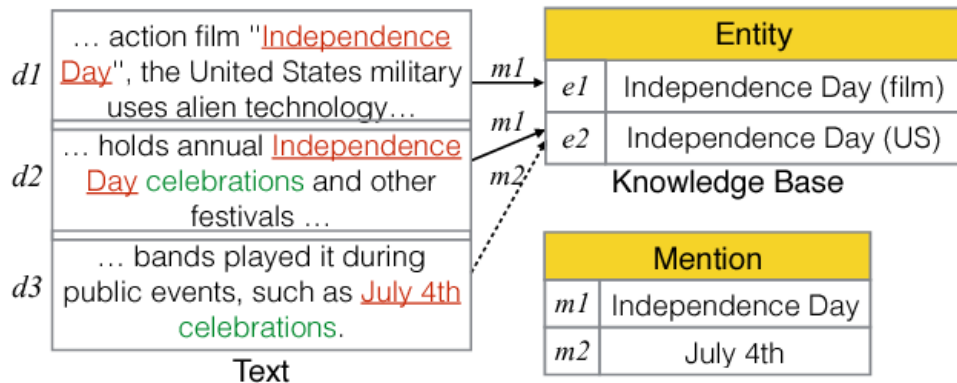 … action film "Independence
d1
Day", the United States military
uses alien technology…
… holds annual Independence
d2
Day celebrations and other
festivals …
… bands played it during
d3
public events, such as July 4th
celebrations.
Text
m1
m1
m2
Entity
e1 Independence Day (film)
e2 Independence Day (US)
Knowledge Base
Mention
m1 Independence Day
m2 July 4th